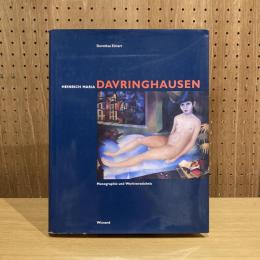 Dorothea Eimert
HEINRICH MARIA DAVRINGHAUSEN
Monographie und Werkverzeichnis
Wienand